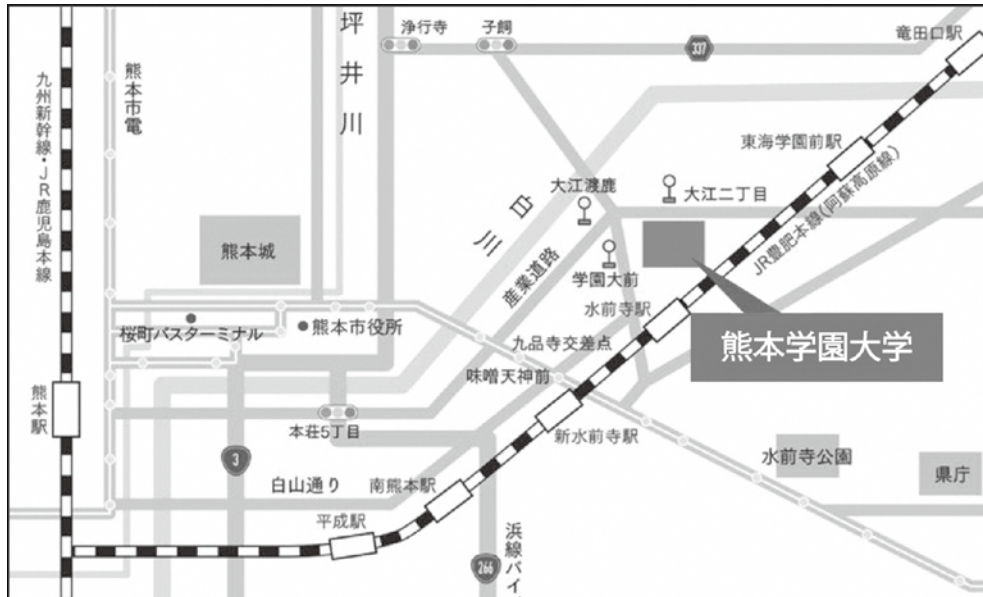 坪井川
浄行寺
子飼
337
竜田口駅
熊本市電
九州新幹線・JR鹿児島本線
東海学園前駅
大江渡鹿
大江二丁目
白川
JR豊肥本線(阿蘇高原線)
熊本城
産業道路
学園大前
水前寺駅
桜町バスターミナル
熊本市役所
九品寺交差点
熊本学園大学
味噌天神前
熊本駅
本荘5丁目
新水前寺駅
3
水前寺公園
県庁
白山通り
南熊本駅
平成駅
266
浜線バイ